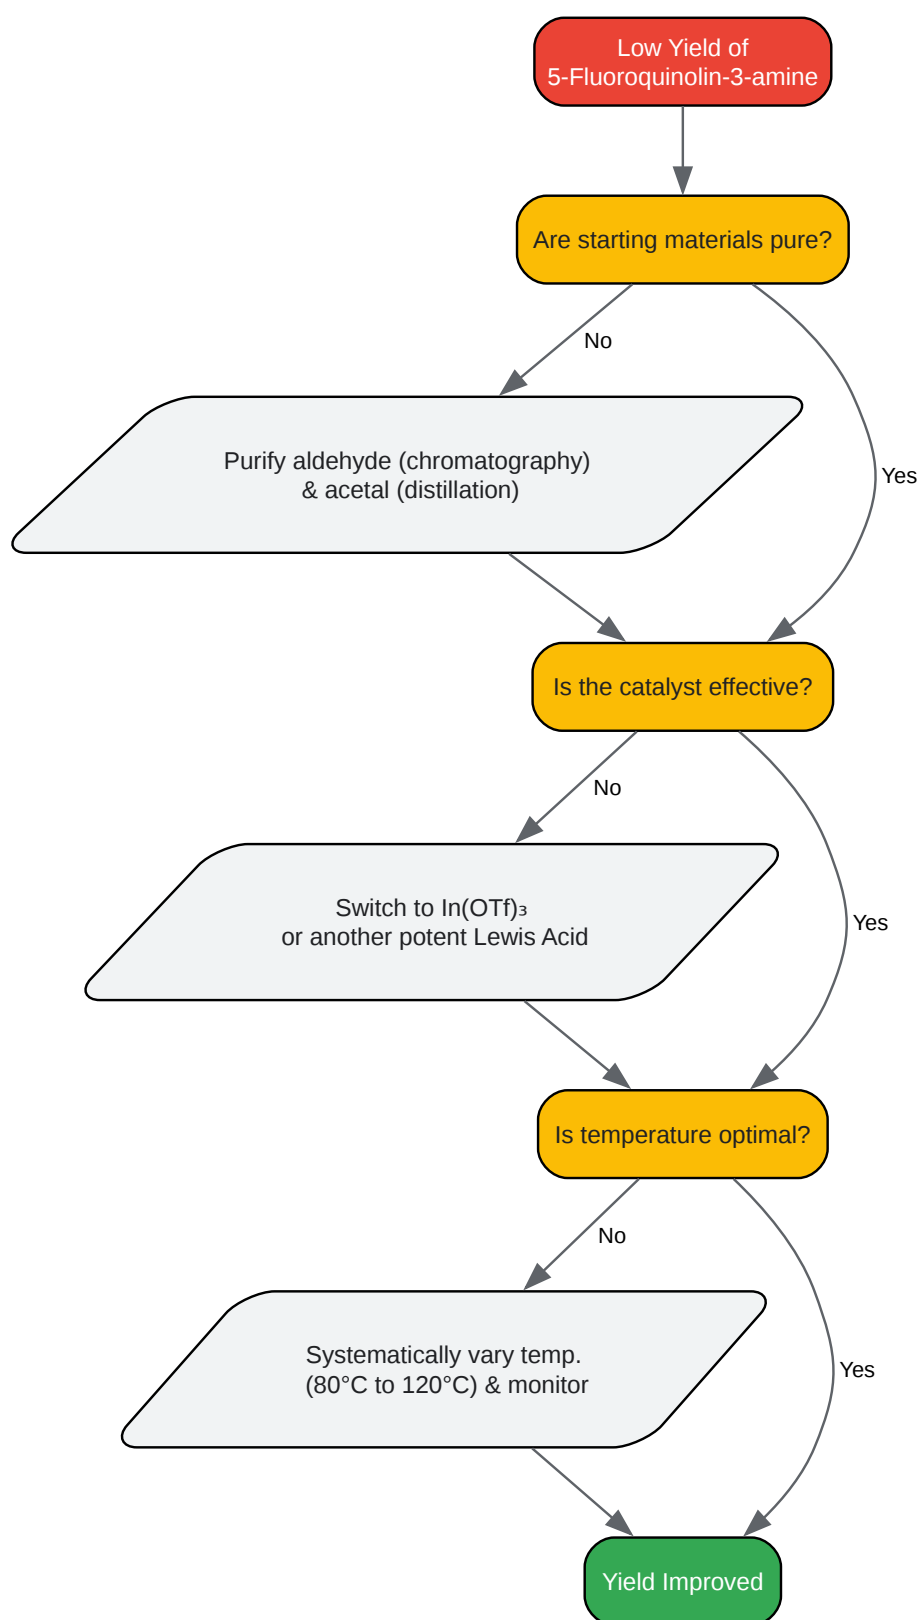 Low Yield of
5-Fluoroquinolin-3-amine
Are starting materials pure?
No
Yes
Purify aldehyde (chromatography)
& acetal (distillation)
Is the catalyst effective?
No
Yes
Switch to In(OTf)₃
or another potent Lewis Acid
Is temperature optimal?
No
Yes
Systematically vary temp.
(80°C to 120°C) & monitor
Yield Improved